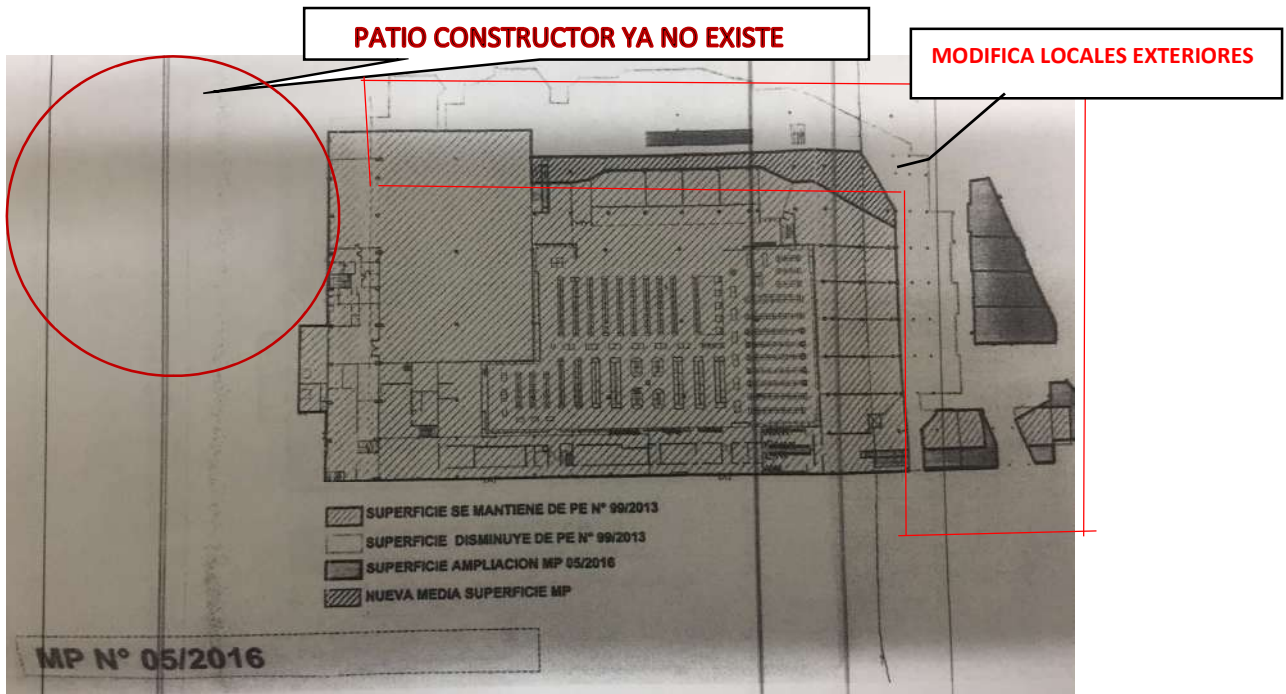 PATIO CONSTRUCTOR YA NO EXISTE
MODIFICA LOCALES EXTERIORES
SUPERFICIE SE MANTIENE DE PE N° 99/2013
SUPERFICIE DISMINUYE DE PE N° 99/2013
SUPERFICIE AMPLIACION MP 05/2016
NUEVA MEDIA SUPERFICIE MP
MP N° 05/2016